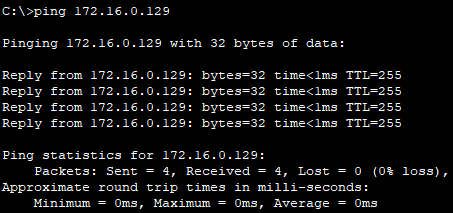 C:\>ping 172.16.0.129
Pinging 172.16.0.129 with 32 bytes of data:
Reply from 172.16.0.129: bytes=32 time<1ms TTL=255
Reply from 172.16.0.129: bytes=32 time<1ms TTL=255
Reply from 172.16.0.129: bytes=32 time<1ms TTL=255
Reply from 172.16.0.129: bytes=32 time<1ms TTL=255
Ping statistics for 172.16.0.129:
    Packets: Sent = 4, Received = 4, Lost = 0 (0% loss),
Approximate round trip times in milli-seconds:
    Minimum = 0ms, Maximum = 0ms, Average = 0ms